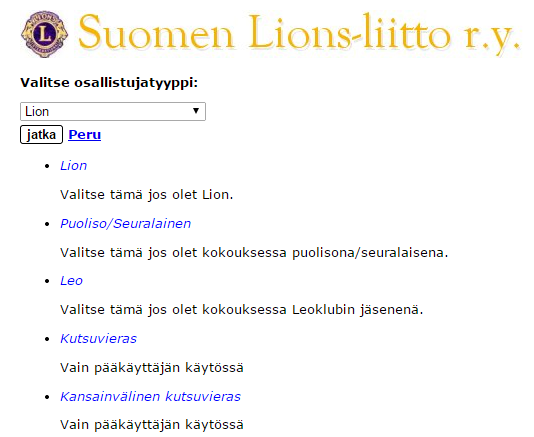 Suomen Lions-liitto r.y.
Valitse osallistujatyyppi:
Lion
jatka Peru
Lion
Valitse tämä jos olet Lion.
Puoliso/Seuralainen
Valitse tämä jos olet kokouksessa puolisona/seuralaisena.
Leo
Valitse tämä jos olet kokouksessa Leoklubin jäsenenä.
Kutsuvieras
Vain pääkäyttäjän käytössä
Kansainvälinen kutsuvieras
Vain pääkäyttäjän käytössä